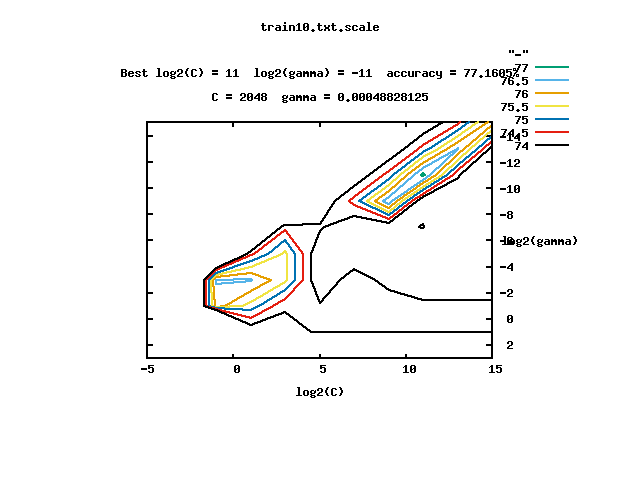 train10.txt.scale
"_"
Best log2(C) = 11 log2(gamma) = -11 accuracy = 77.1605%
77
76.5
C = 2048 gamma = 0.00048828125
76
75.5
75
74.5
74
-14
-12
-10
-8
-6
log2(gamma)
-4
-2
0
2
-5 0 5 10 15
log2(C)